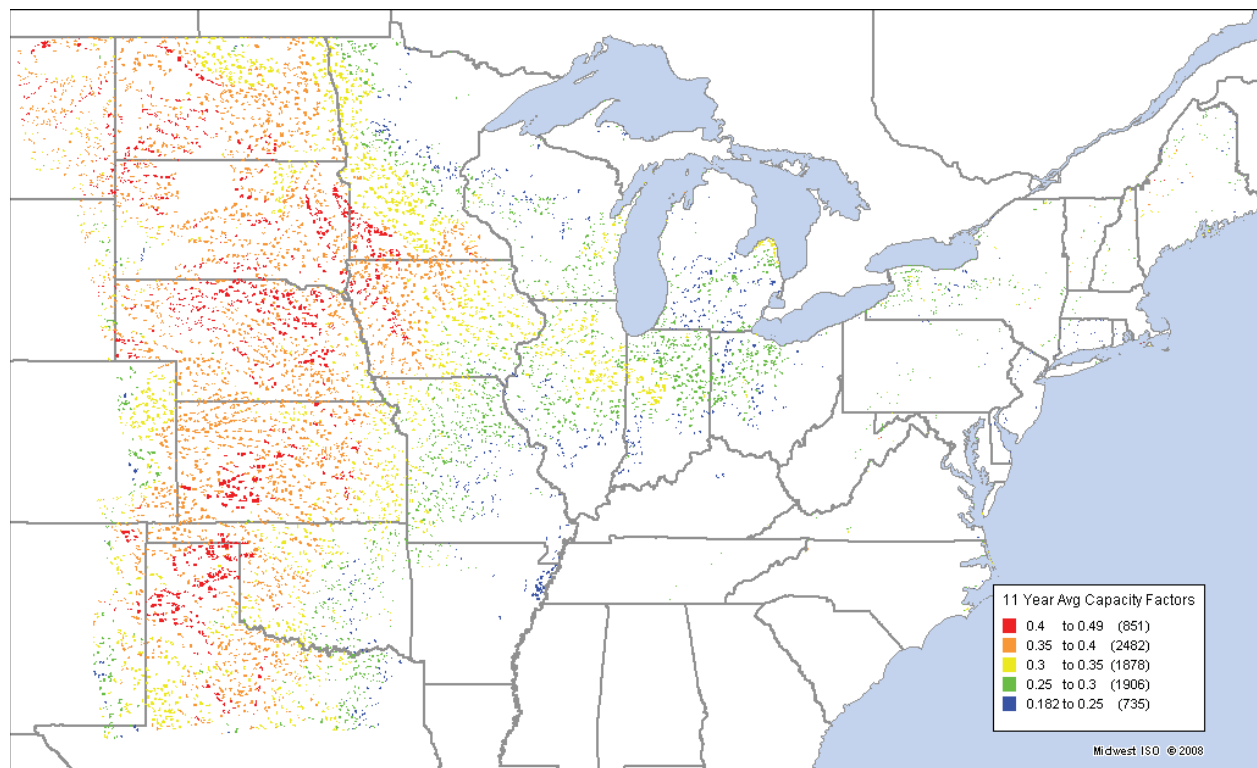 11 Year Avg Capacity Factors
0.4 to 0.49 (851)
0.35 to 0.4 (2482)
0.3 to 0.35 (1878)
0.25 to 0.3 (1906)
0.182 to 0.25 (735)
Midwest ISO © 2008